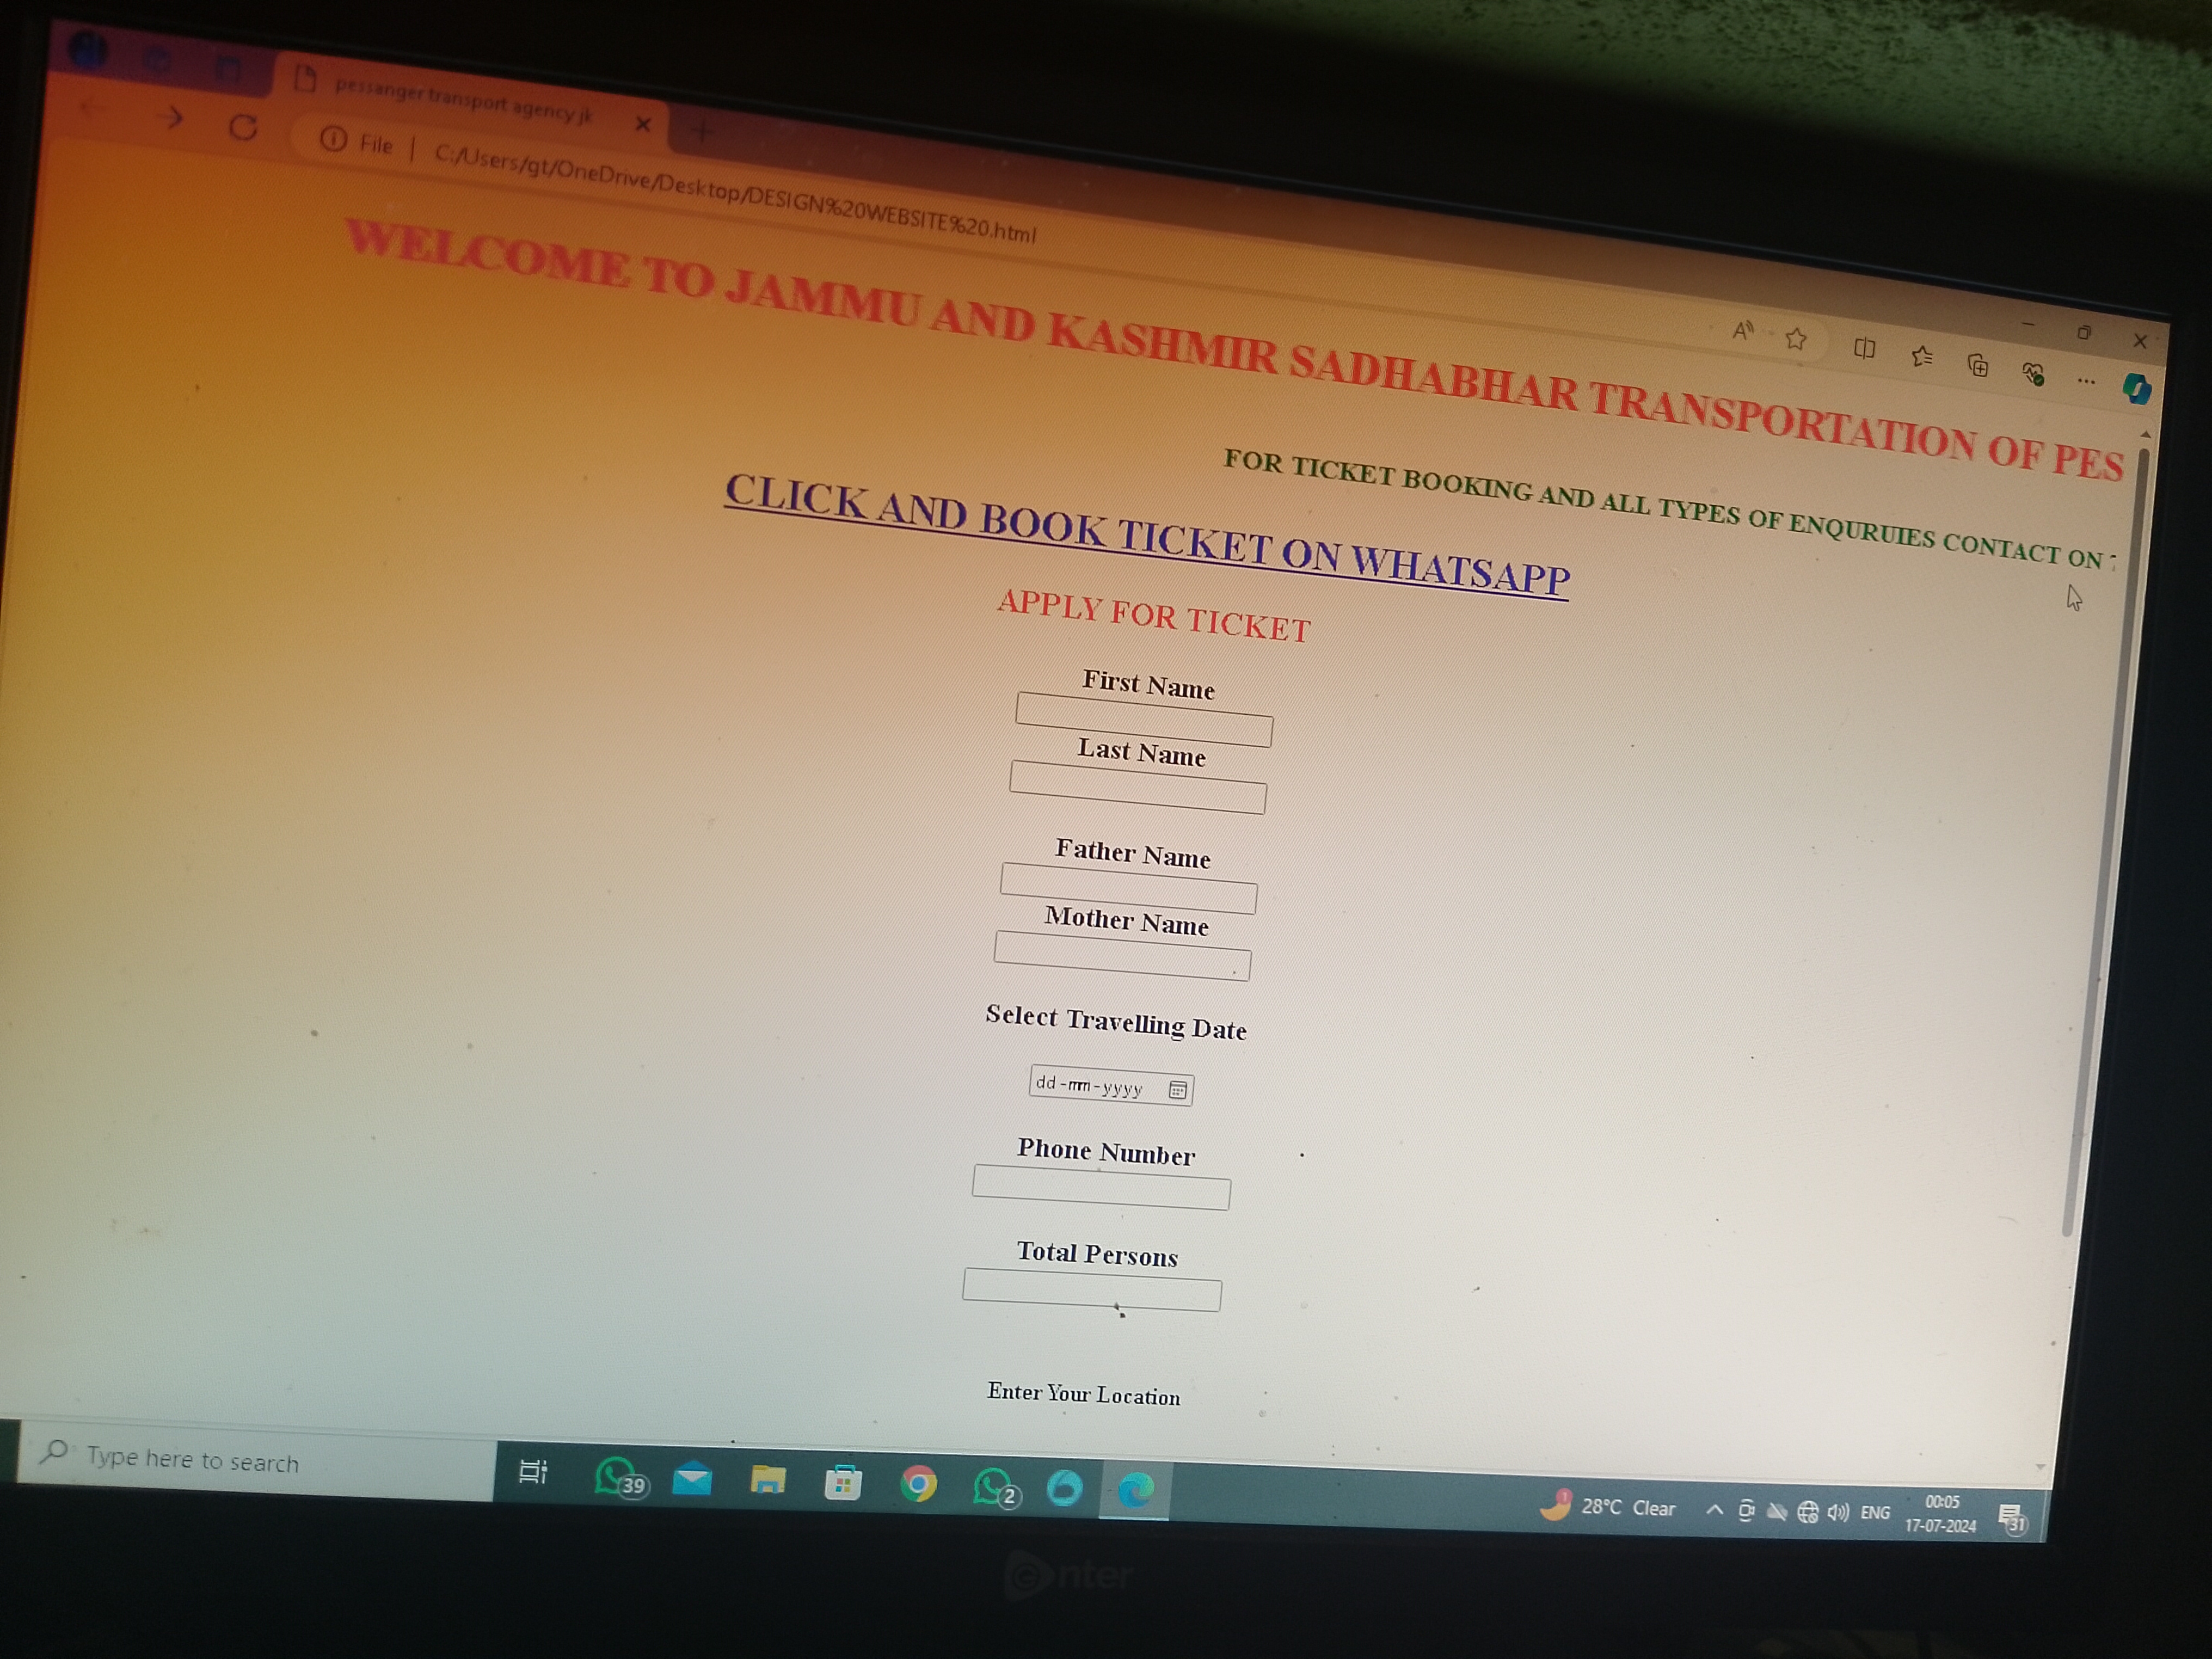 pessanger transport agency jk
File | C:/Users/gt/OneDrive/Desktop/DESIGN%20WEBSITE%20.html
WELCOME TO JAMMU AND KASHMIR SADHABHAR TRANSPORTATION OF PES
FOR TICKET BOOKING AND ALL TYPES OF ENQURUIES CONTACT ON
CLICK AND BOOK TICKET ON WHATSAPP
APPLY FOR TICKET
First Name
Last Name
Father Name
Mother Name
Select Travelling Date
dd-mm-yyyy
Phone Number
Total Persons
Enter Your Location
Type here to search
39
2
1
28°C Clear
ENG
00:05
17-07-2024
31
enter